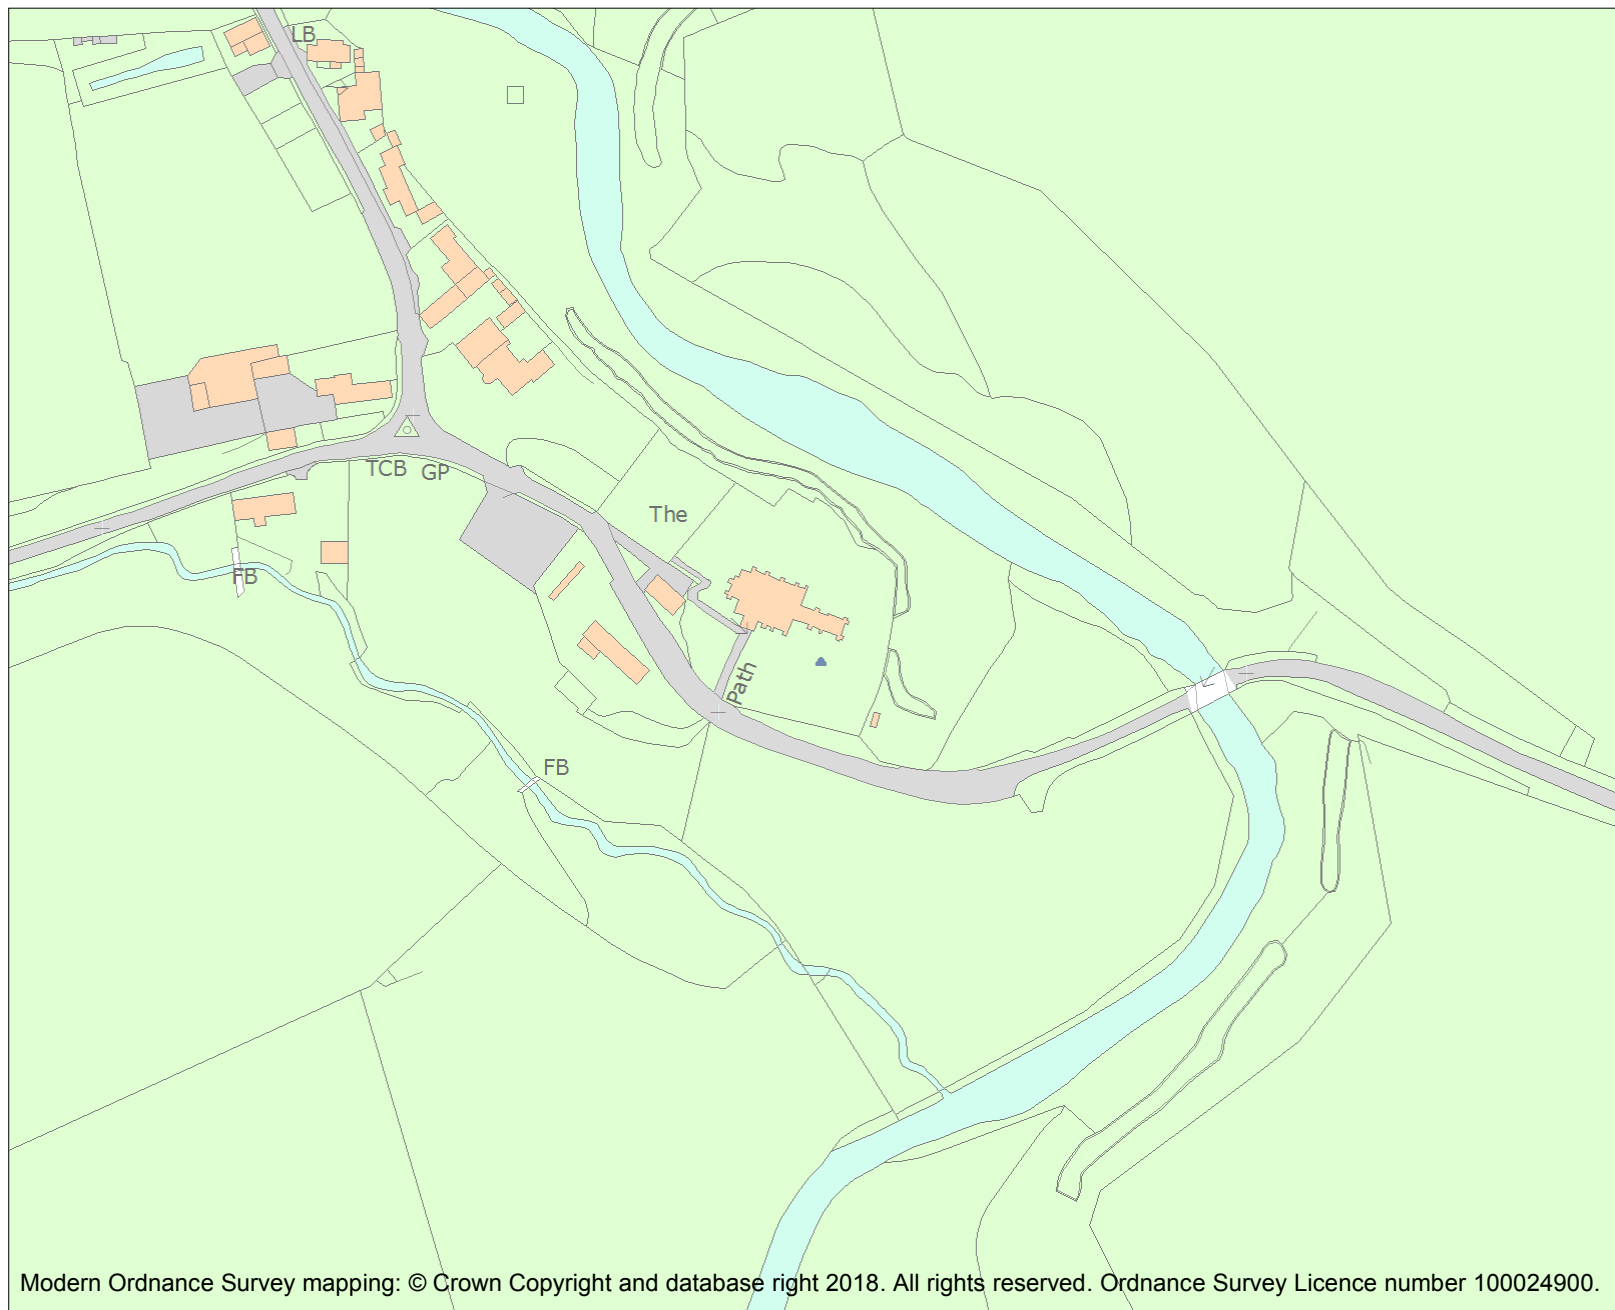 LB
TCB GP
The
FB
Path
FB
Modern Ordnance Survey mapping: © Crown Copyright and database right 2018. All rights reserved. Ordnance Survey Licence number 100024900.